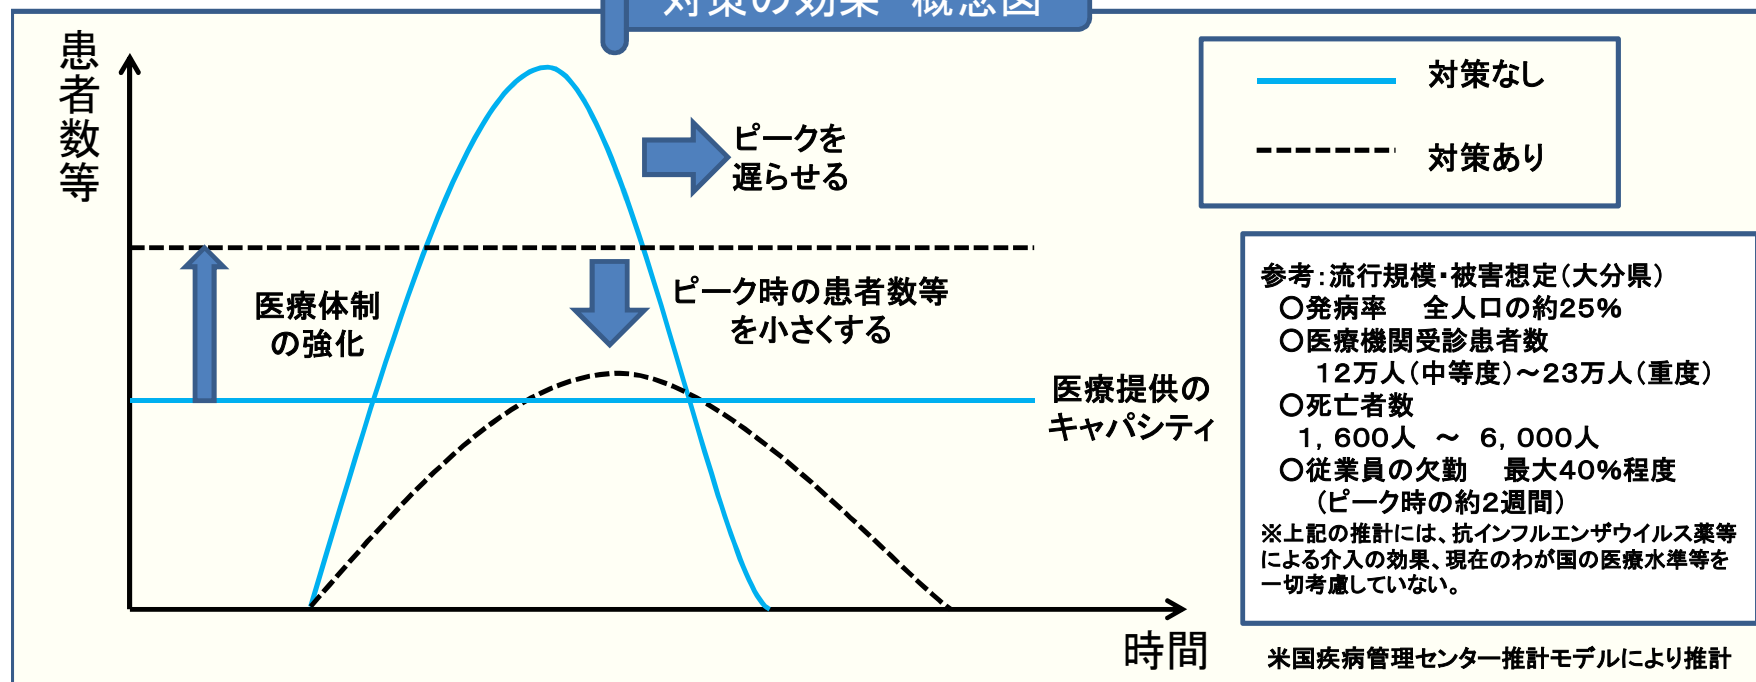 対策の効果 概念図
患者数等
対策なし
対策あり
ピークを
遅らせる
医療体制
の強化
ピーク時の患者数等
を小さくする
医療提供の
キャパシティ
時間
参考:流行規模・被害想定(大分県)
○発病率 全人口の約25%
○医療機関受診患者数
12万人(中等度)~23万人(重度)
○死亡者数
1,600人 ~ 6,000人
○従業員の欠勤 最大40%程度
(ピーク時の約2週間)
※上記の推計には、抗インフルエンザウイルス薬等
による介入の効果、現在のわが国の医療水準等を
一切考慮していない。
米国疾病管理センター推計モデルにより推計